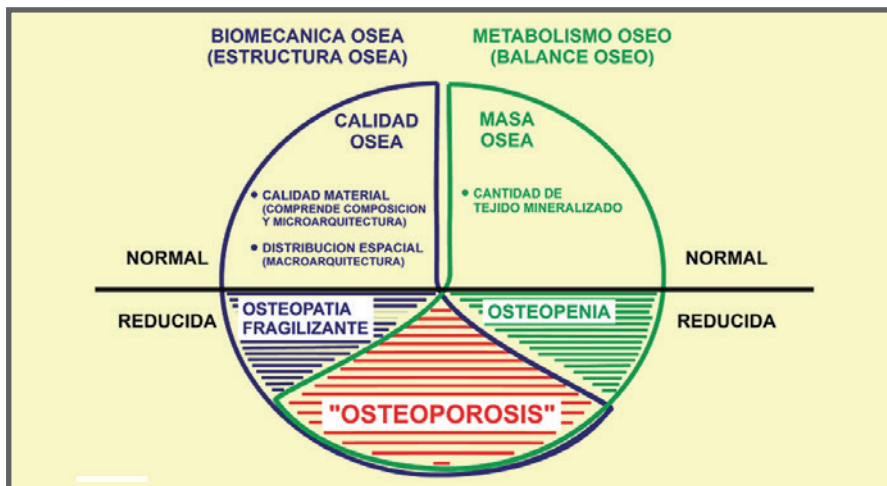 BIOMECANICA OSEA
(ESTRUCTURA OSEA)
METABOLISMO OSEO
(BALANCE OSEO)
CALIDAD
OSEA
MASA
OSEA
• CALIDAD MATERIAL
(COMPRENDE COMPOSICION
Y MICROARQUITECTURA)
• DISTRIBUCION ESPACIAL
(MACROARQUITECTURA)
• CANTIDAD DE
TEJIDO MINERALIZADO
NORMAL
NORMAL
REDUCIDA
OSTEOPATIA
FRAGILIZANTE
OSTEOPENIA
REDUCIDA
"OSTEOPOROSIS"